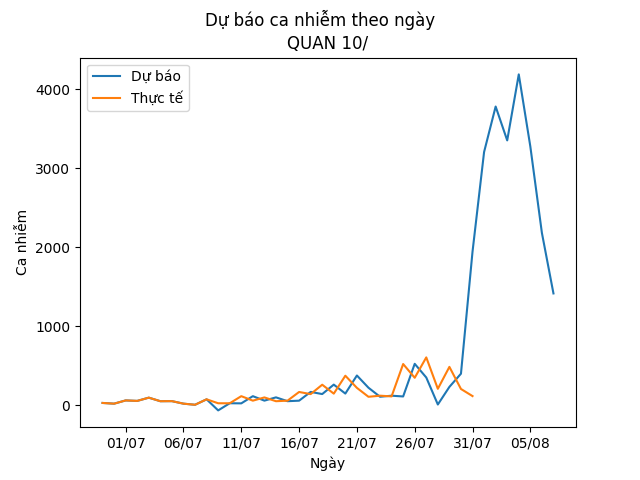 Dự báo ca nhiễm theo ngày
QUAN 10/
Dự báo
Thực tế
Ca nhiễm
4000
3000
2000
1000
0
01/07 06/07 11/07 16/07 21/07 26/07 31/07 05/08
Ngày